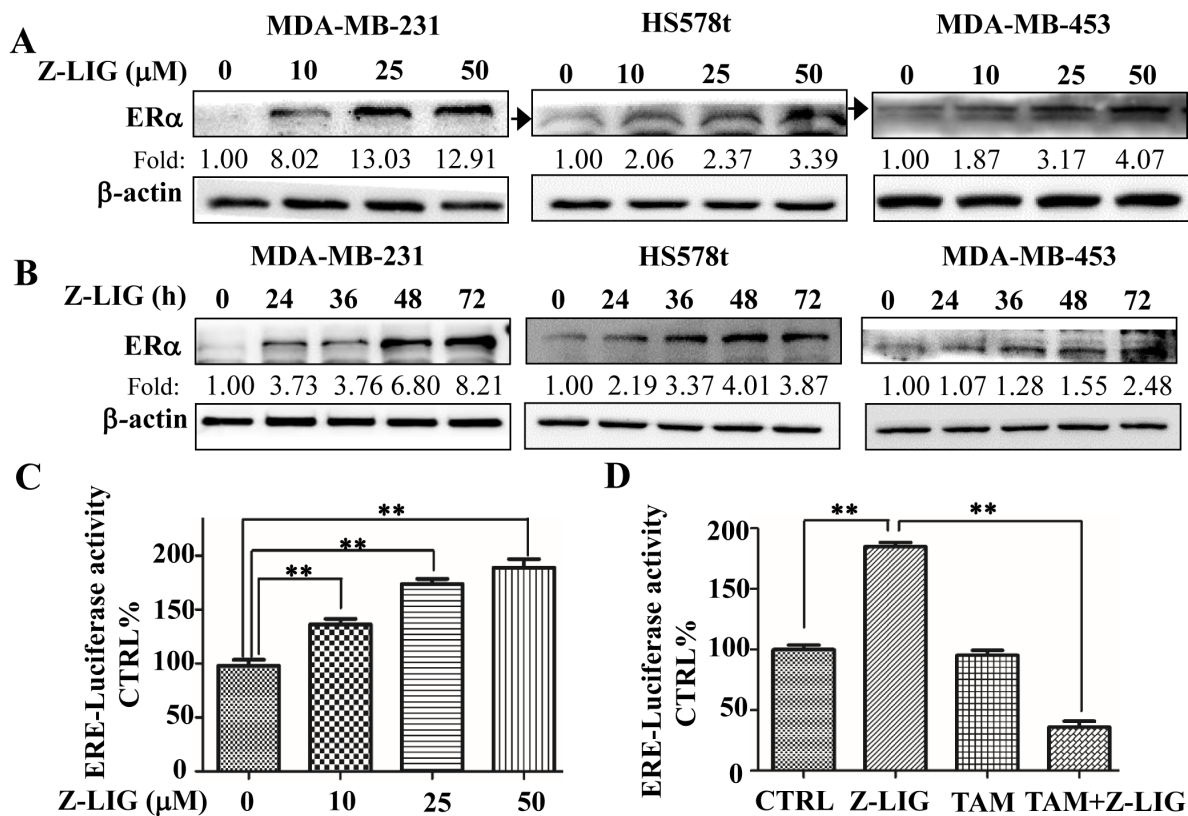 A
MDA-MB-231 HS578t MDA-MB-453
Z-LIG (μM) 0 10 25 50 0 10 25 50 0 10 25 50
ERα
Fold: 1.00 8.02 13.03 12.91 1.00 2.06 2.37 3.39 1.00 1.87 3.17 4.07
β-actin
B
MDA-MB-231 HS578t MDA-MB-453
Z-LIG (h) 0 24 36 48 72 0 24 36 48 72 0 24 36 48 72
ERα
Fold: 1.00 3.73 3.76 6.80 8.21 1.00 2.19 3.37 4.01 3.87 1.00 1.07 1.28 1.55 2.48
β-actin
C
ERE-Luciferase activity
CTRL%
200
150
100
50
0
** ** **
Z-LIG (μM) 0 10 25 50
D
ERE-Luciferase activity
CTRL%
200
100
50
0
** **
CTRL Z-LIG TAM TAM+Z-LIG